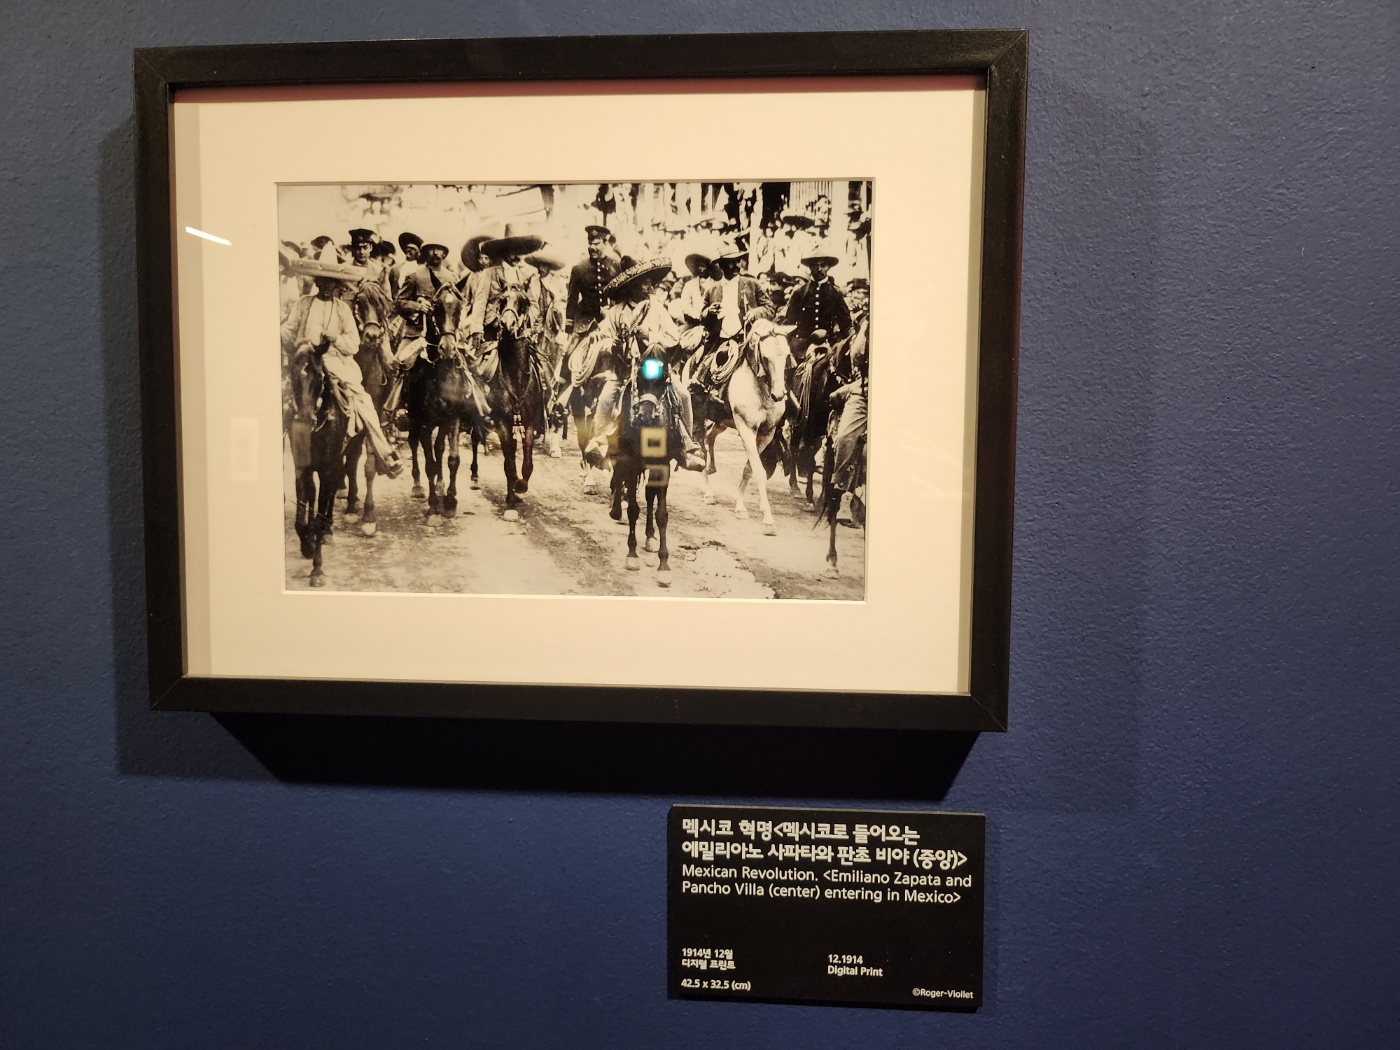 멕시코 혁명<멕시코로 들어오는
에밀리아노 사파타와 판초 비야 (중앙)>
Mexican Revolution. <Emiliano Zapata and
Pancho Villa (center) entering in Mexico>
1914년 12월
디지털 프린트
42.5 x 32.5 (cm)
12.1914
Digital Print
©Roger-Viollet